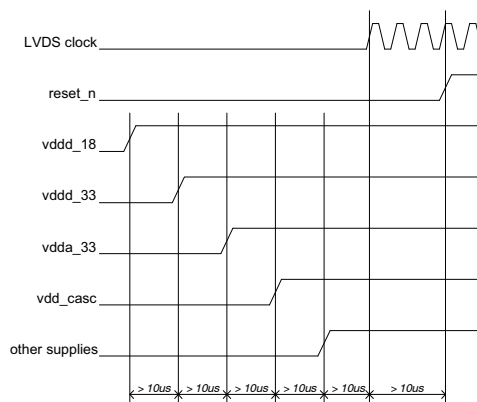 LVDS clock
reset_n
vddd_18
vddd_33
vdda_33
vdd_casc
other supplies
> 10us > 10us > 10us > 10us > 10us > 10us